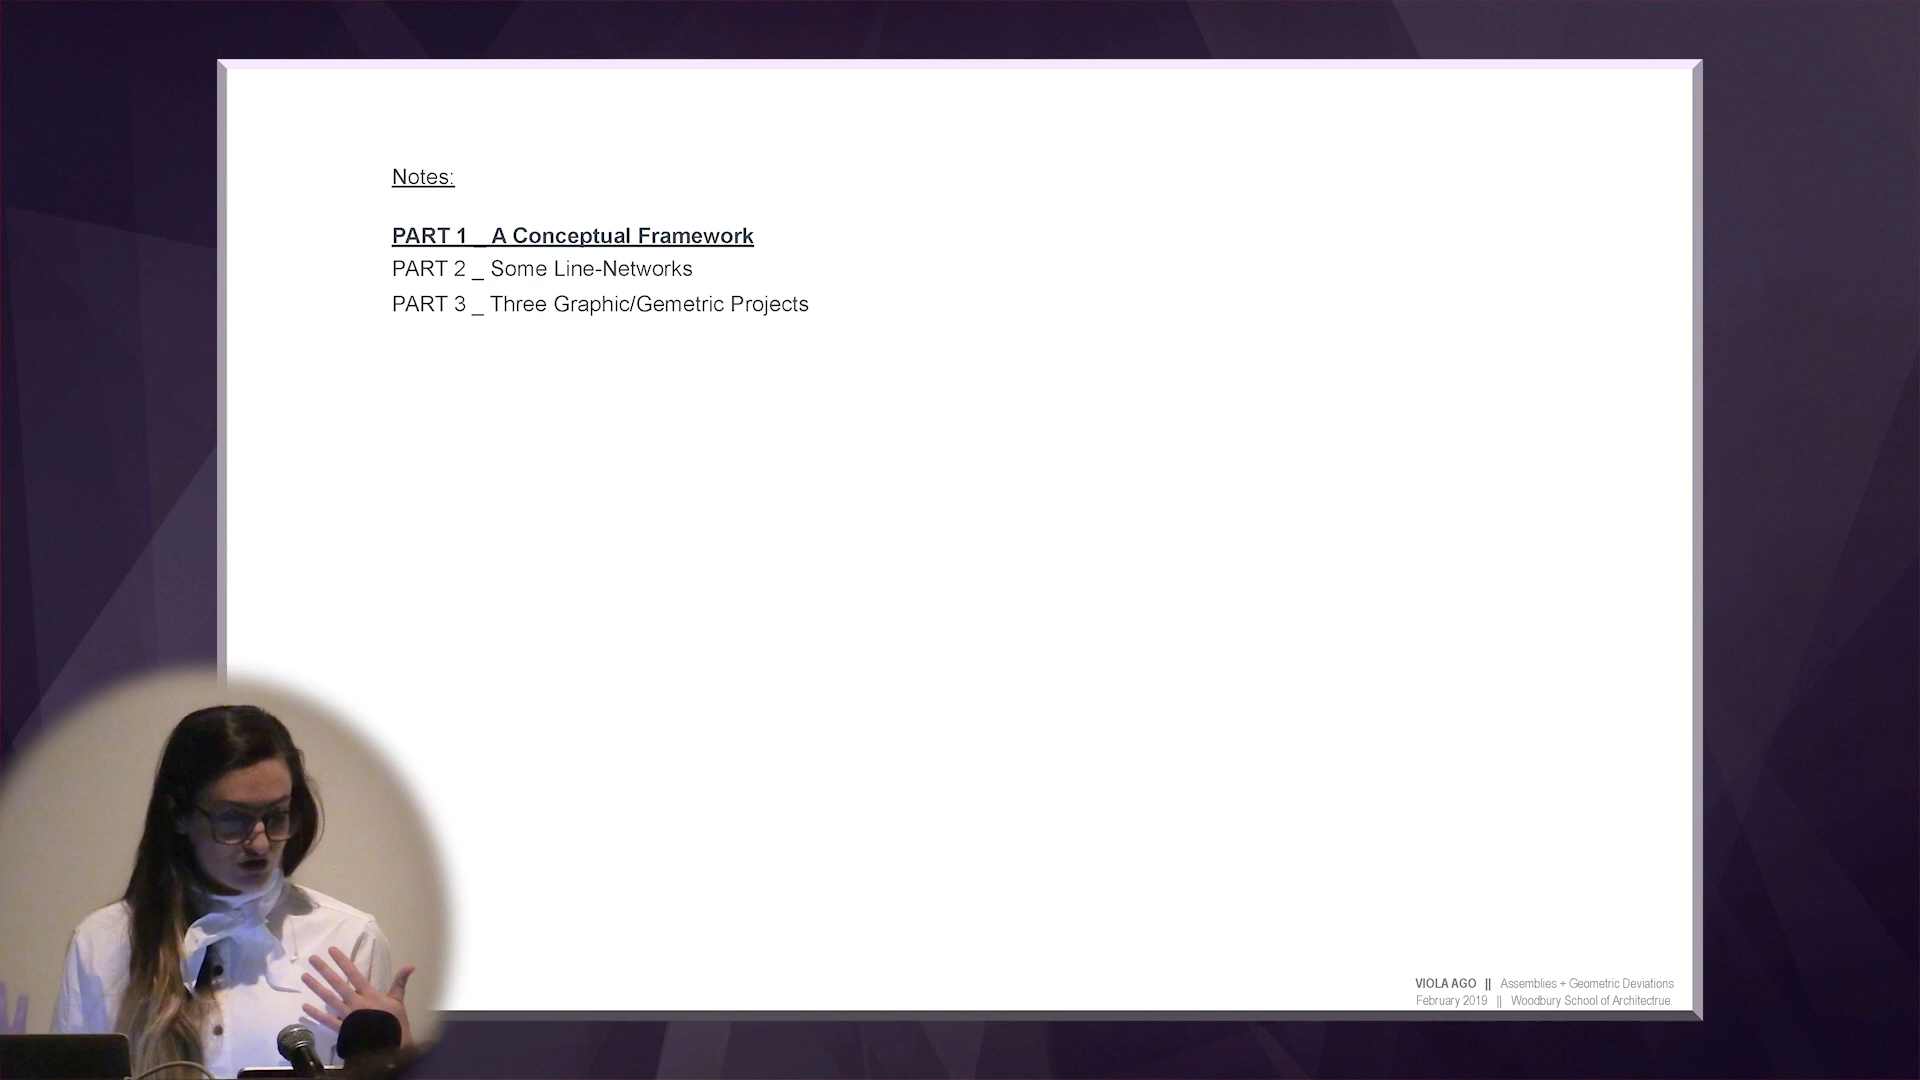 Notes:
PART 1 _ A Conceptual Framework
PART 2 _ Some Line-Networks
PART 3 _ Three Graphic/Gemetric Projects
VIOLA AGO || Assemblies + Geometric Deviations
February 2019 || Woodbury School of Architectrue.